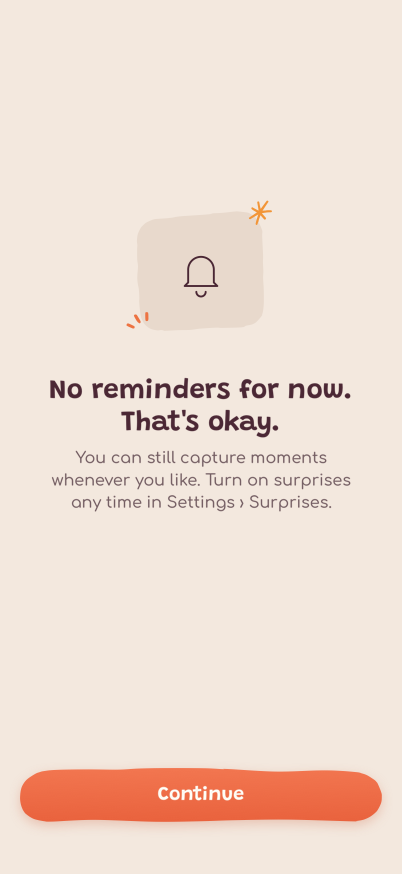 No reminders for now.
That's okay.
You can still capture moments
whenever you like. Turn on surprises
any time in Settings › Surprises.
Continue